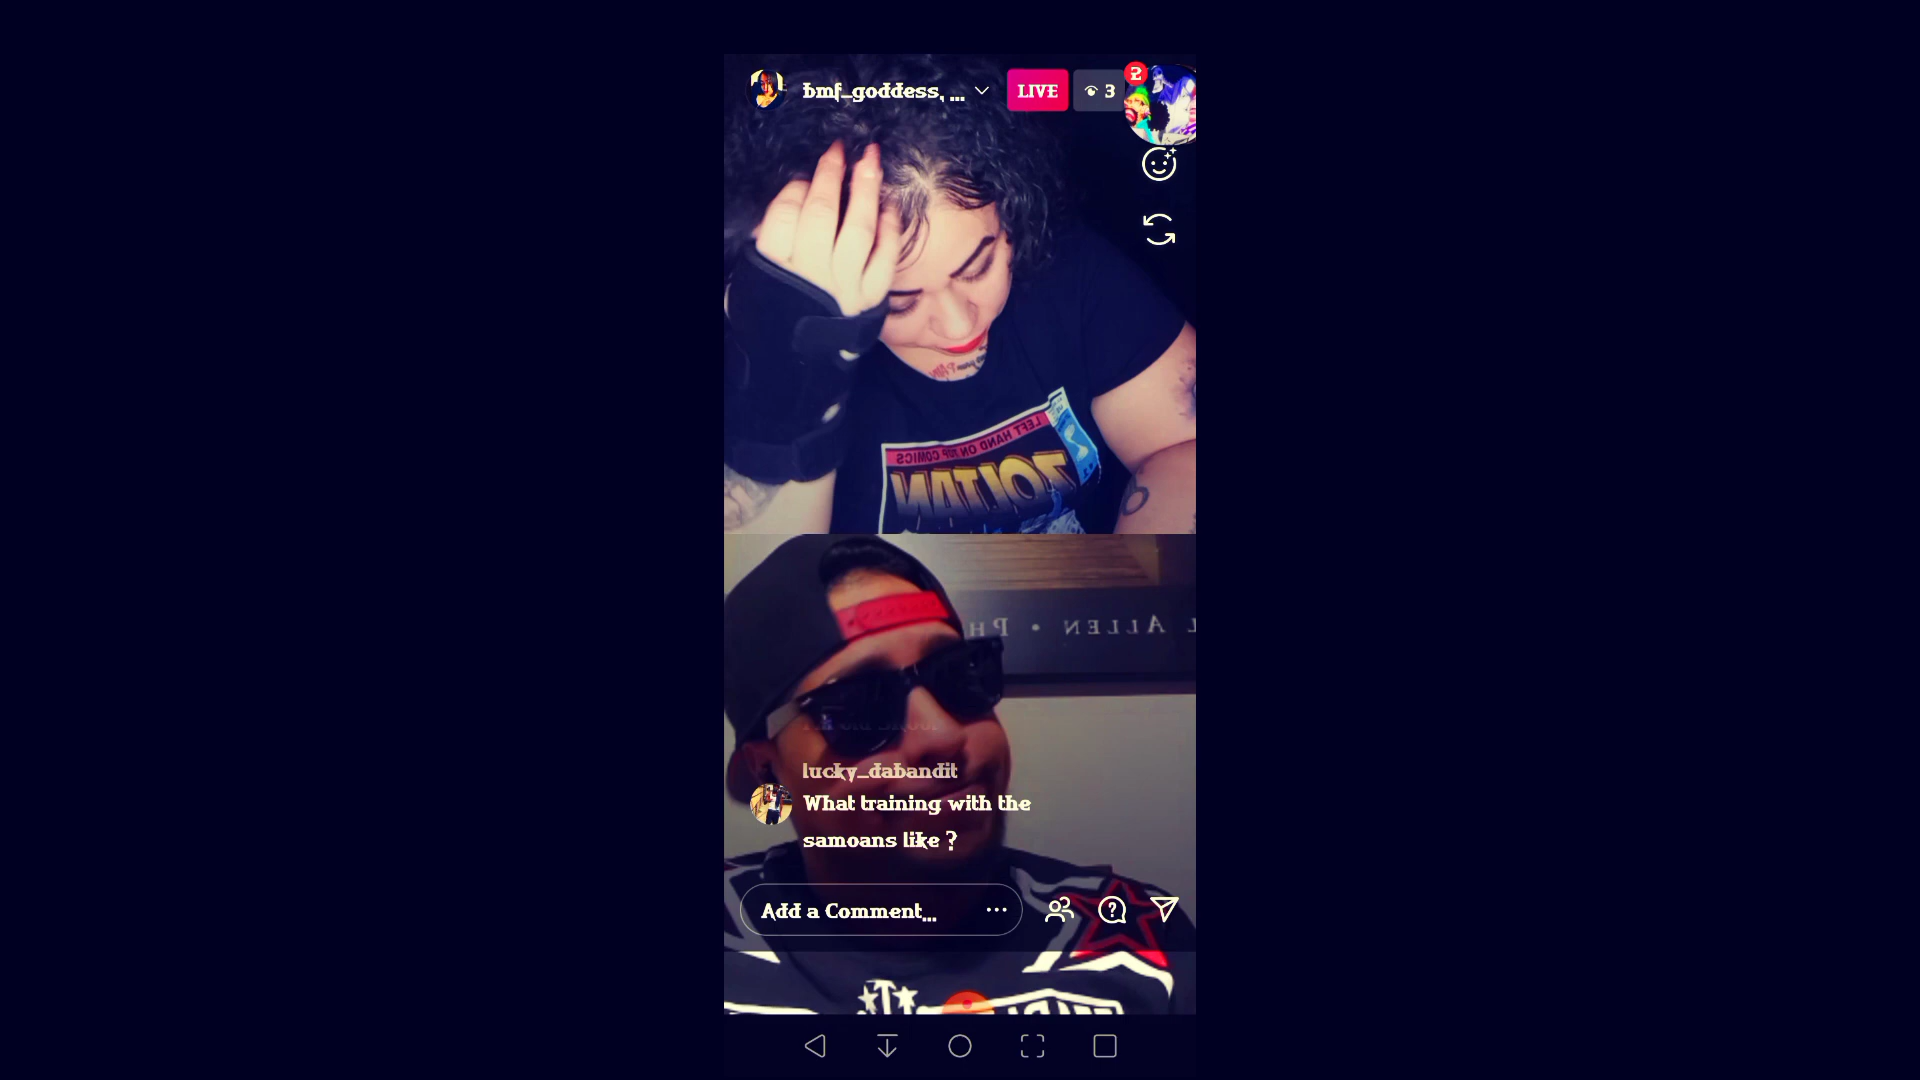 bmf_goddess, ...
LIVE
3
2
LEFT HAND ON TOP COMICS
ZOLTAN
L ALLEN • PH
lucky_dabandit
What training with the
samoans like ?
Add a Comment...